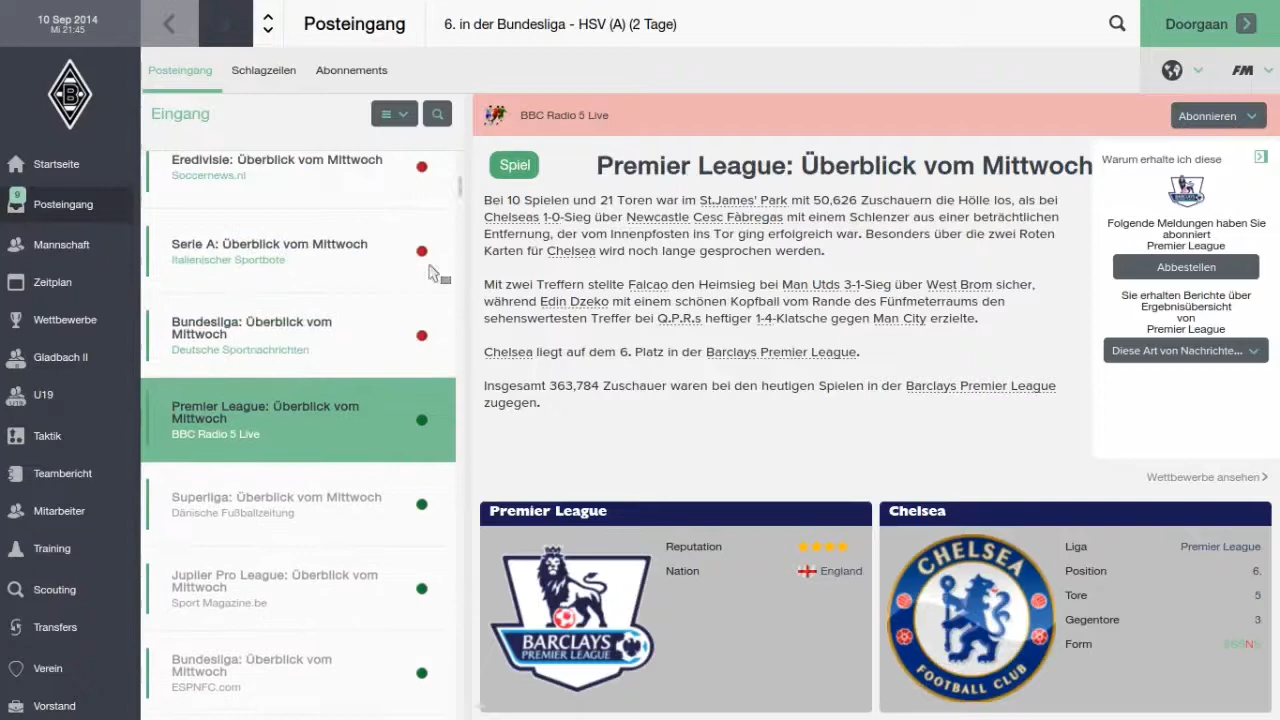 10 Sep 2014
Mi 21:45
Posteingang
6. in der Bundesliga - HSV (A) (2 Tage)
Doorgaan
Posteingang
Schlagzeilen
Abonnements
FM
B
Startseite
9
Posteingang
Mannschaft
Zeitplan
Wettbewerbe
Gladbach II
U19
Taktik
Teambericht
Mitarbeiter
Training
Scouting
Transfers
Verein
Vorstand
Eingang
Eredivisie: Überblick vom Mittwoch
Soccernews.nl
Serie A: Überblick vom Mittwoch
Italienischer Sportbote
Bundesliga: Überblick vom
Mittwoch
Deutsche Sportnachrichten
Premier League: Überblick vom
Mittwoch
BBC Radio 5 Live
Superliga: Überblick vom Mittwoch
Dänische Fußballzeitung
Jupiler Pro League: Überblick vom
Mittwoch
Sport Magazine.be
Bundesliga: Überblick vom
Mittwoch
ESPNFC.com
BBC Radio 5 Live
Abonnieren
Spiel
Premier League: Überblick vom Mittwoch
Bei 10 Spielen und 21 Toren war im St.James' Park mit 50,626 Zuschauern die Hölle los, als bei
Chelseas 1-0-Sieg über Newcastle Cesc Fàbregas mit einem Schlenzer aus einer beträchtlichen
Entfernung, der vom Innenpfosten ins Tor ging erfolgreich war. Besonders über die zwei Roten
Karten für Chelsea wird noch lange gesprochen werden.
Mit zwei Treffern stellte Falcao den Heimsieg bei Man Utds 3-1-Sieg über West Brom sicher,
während Edin Dzeko mit einem schönen Kopfball vom Rande des Fünfmeterraums den
sehenswertesten Treffer bei Q.P.R.s heftiger 1-4-Klatsche gegen Man City erzielte.
Chelsea liegt auf dem 6. Platz in der Barclays Premier League.
Insgesamt 363,784 Zuschauer waren bei den heutigen Spielen in der Barclays Premier League
zugegen.
Warum erhalte ich diese
Folgende Meldungen haben Sie
abonniert
Premier League
Abbestellen
Sie erhalten Berichte über
Ergebnisübersicht
von
Premier League
Diese Art von Nachrichte...
Wettbewerbe ansehen
Premier League
BARCLAYS
PREMIER LEAGUE
Reputation
Nation
England
Chelsea
CHELSEA
FOOTBALL CLUB
Liga
Premier League
Position
6.
Tore
5
Gegentore
3
Form